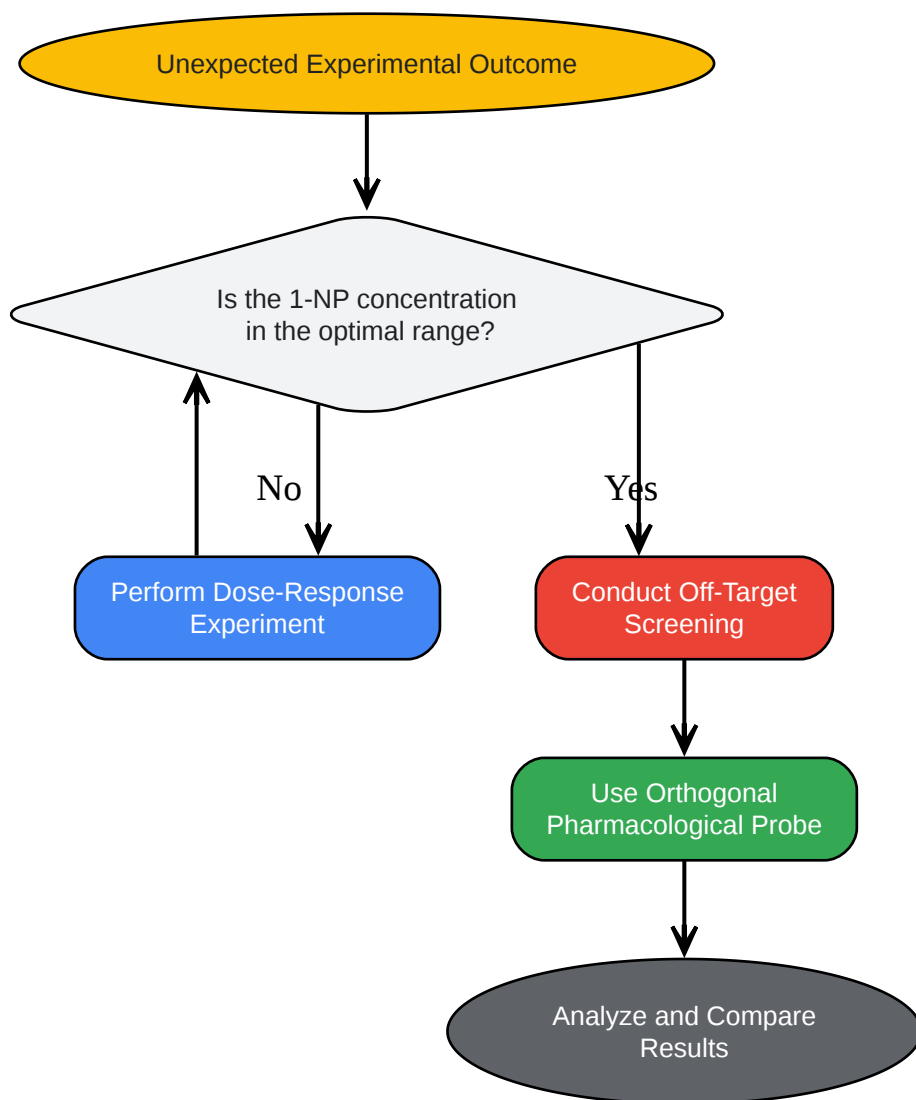 Unexpected Experimental Outcome
Is the 1-NP concentration
in the optimal range?
No
Yes
Perform Dose-Response
Experiment
Conduct Off-Target
Screening
Use Orthogonal
Pharmacological Probe
Analyze and Compare
Results